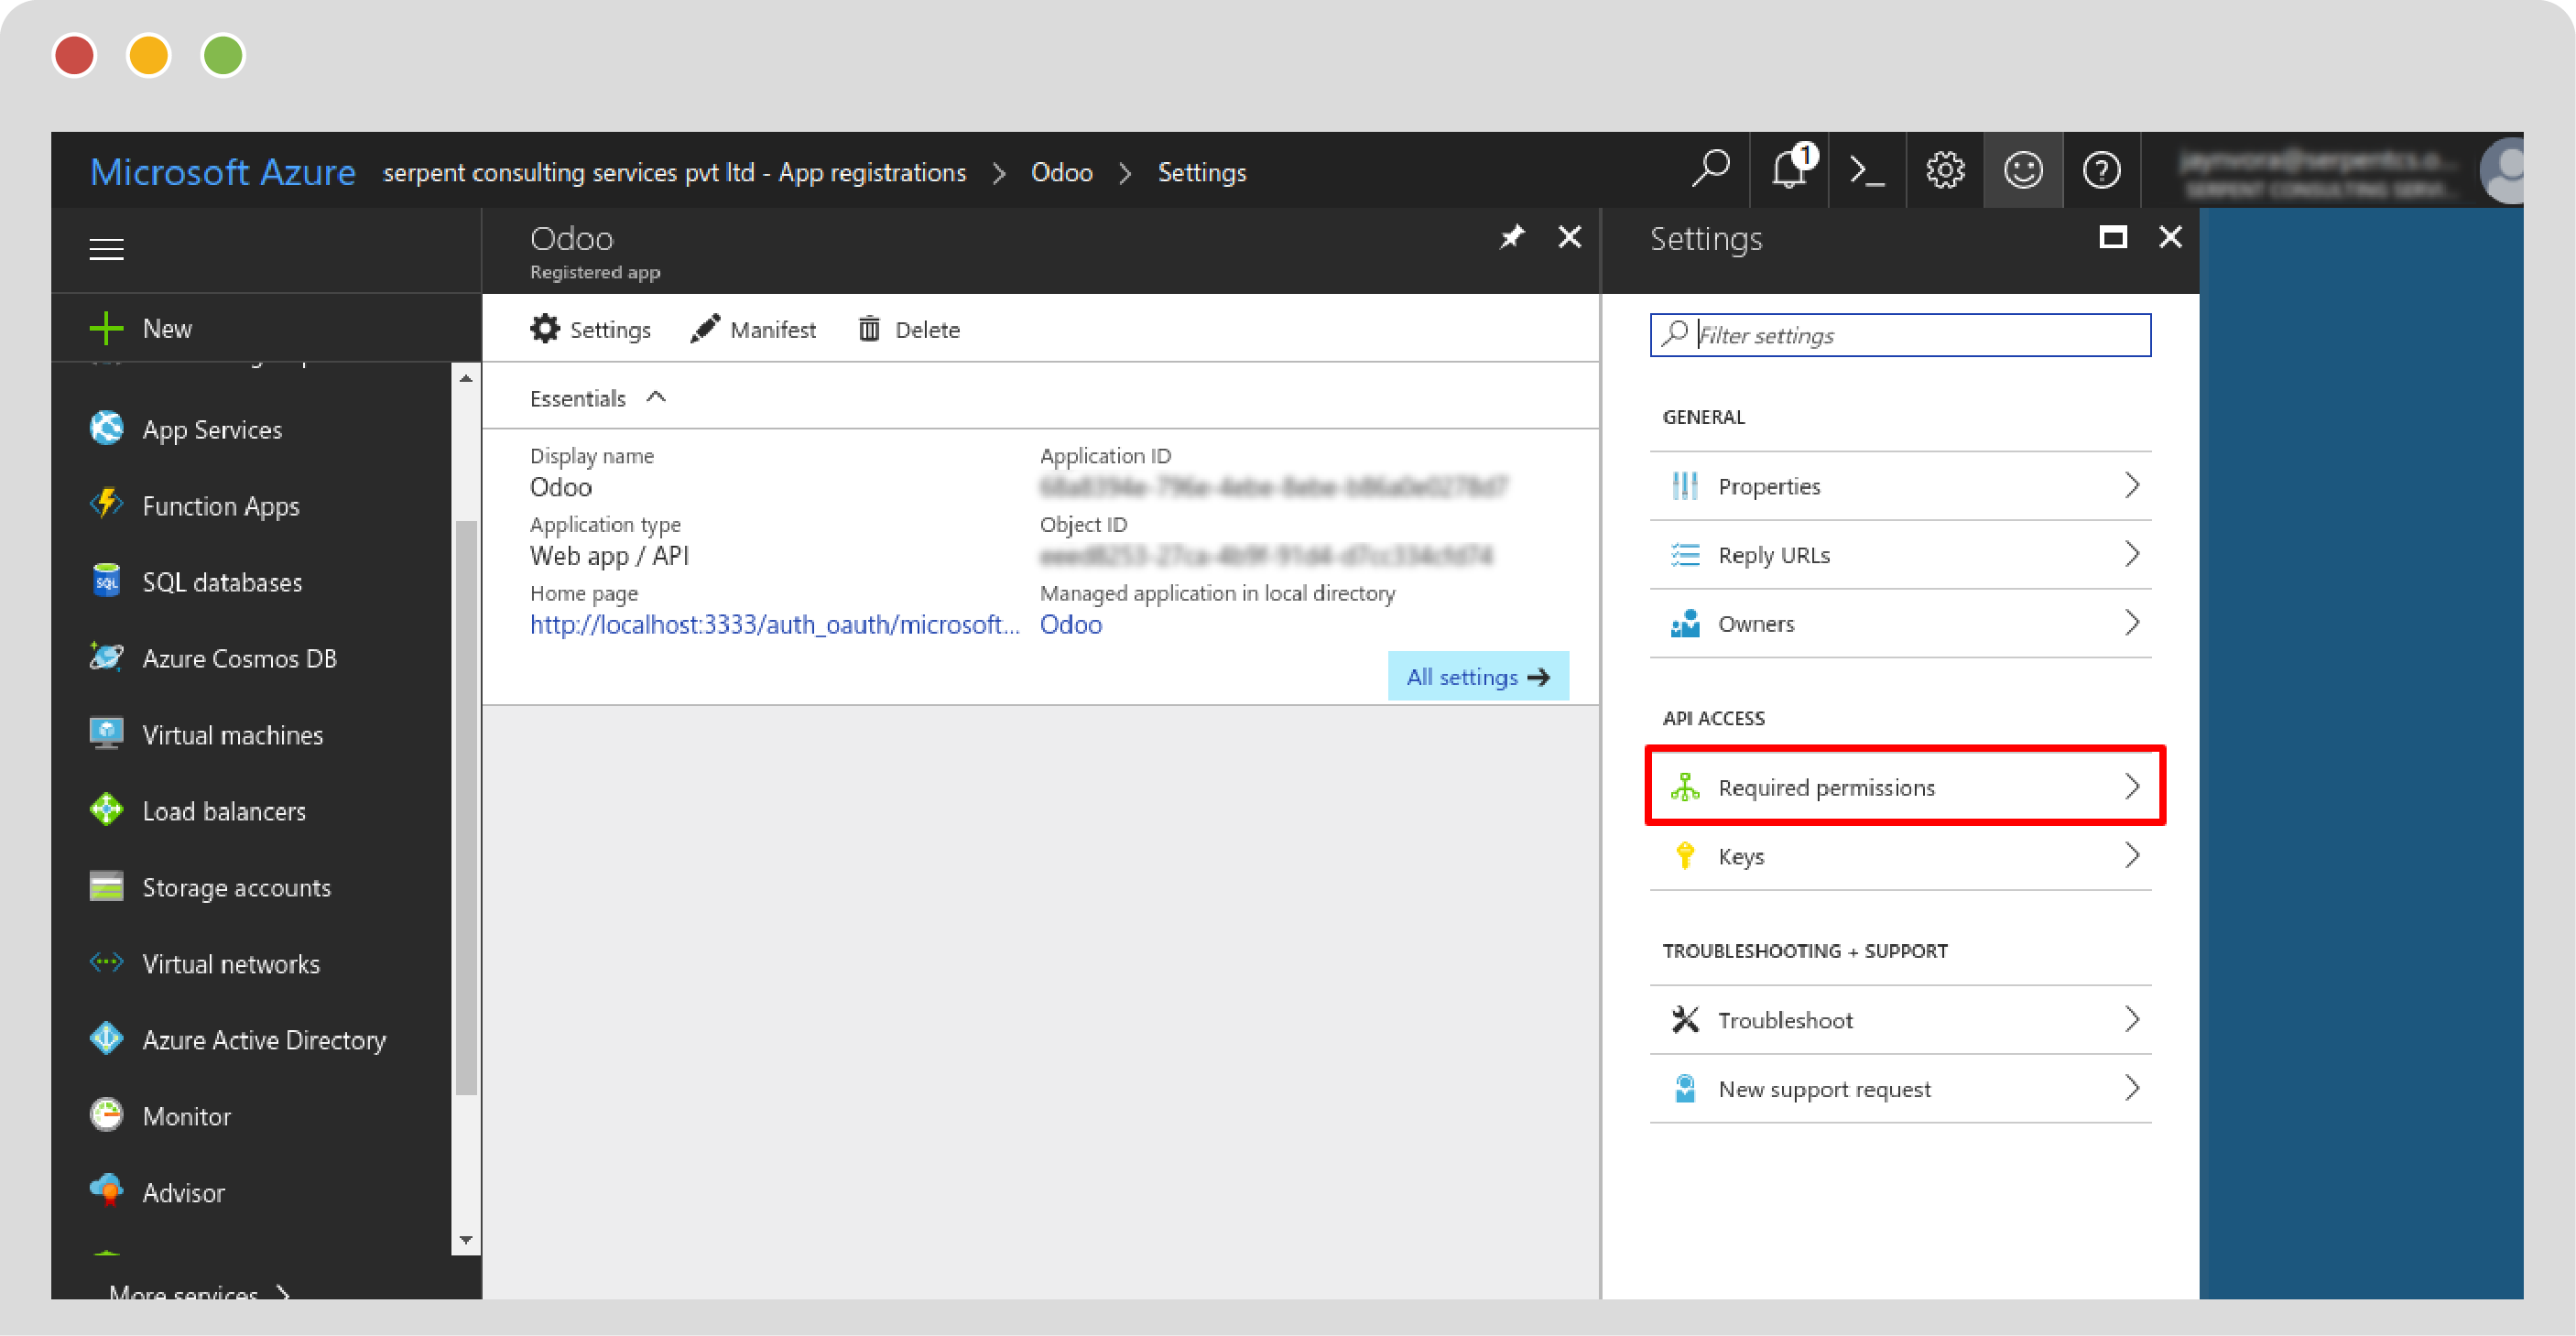 Microsoft Azure serpent consulting services pvt ltd - App registrations > Odoo > Settings
1
New
App Services
Function Apps
SQL databases
Azure Cosmos DB
Virtual machines
Load balancers
Storage accounts
Virtual networks
Azure Active Directory
Monitor
Advisor
More services >
Odoo
Registered app
Settings Manifest Delete
Essentials
Display name
Odoo
Application type
Web app / API
Home page
http://localhost:3333/auth_oauth/microsoft...
Application ID
Object ID
Managed application in local directory
Odoo
All settings →
Settings
Filter settings
GENERAL
Properties
Reply URLs
Owners
API ACCESS
Required permissions
Keys
TROUBLESHOOTING + SUPPORT
Troubleshoot
New support request